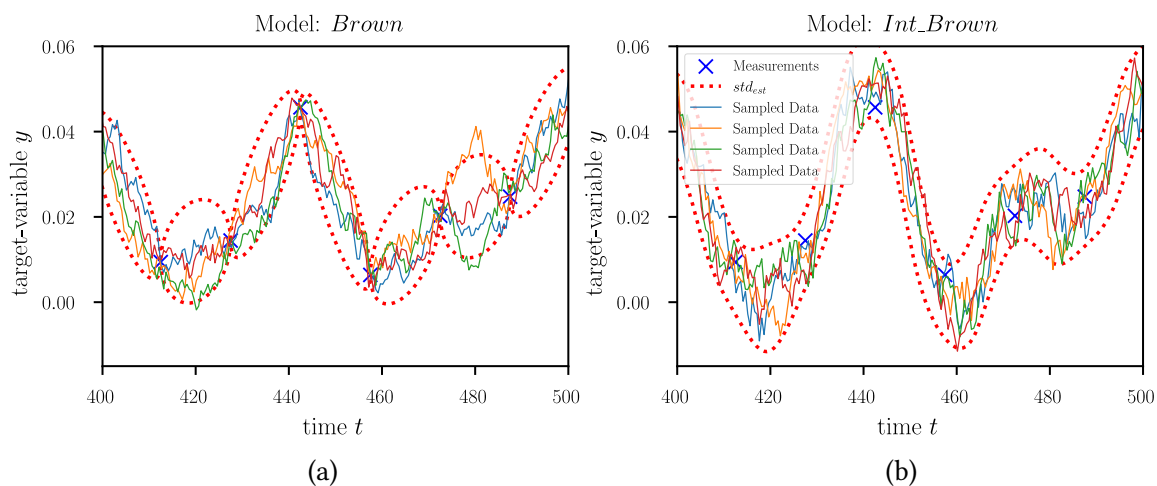 Model: Brown
0.06
0.04
0.02
0.00
target-variable y
400
420
440
460
480
500
time t
(a)
Model: Int_Brown
0.06
0.04
0.02
0.00
target-variable y
Measurements
std_est
Sampled Data
Sampled Data
Sampled Data
Sampled Data
400
420
440
460
480
500
time t
(b)